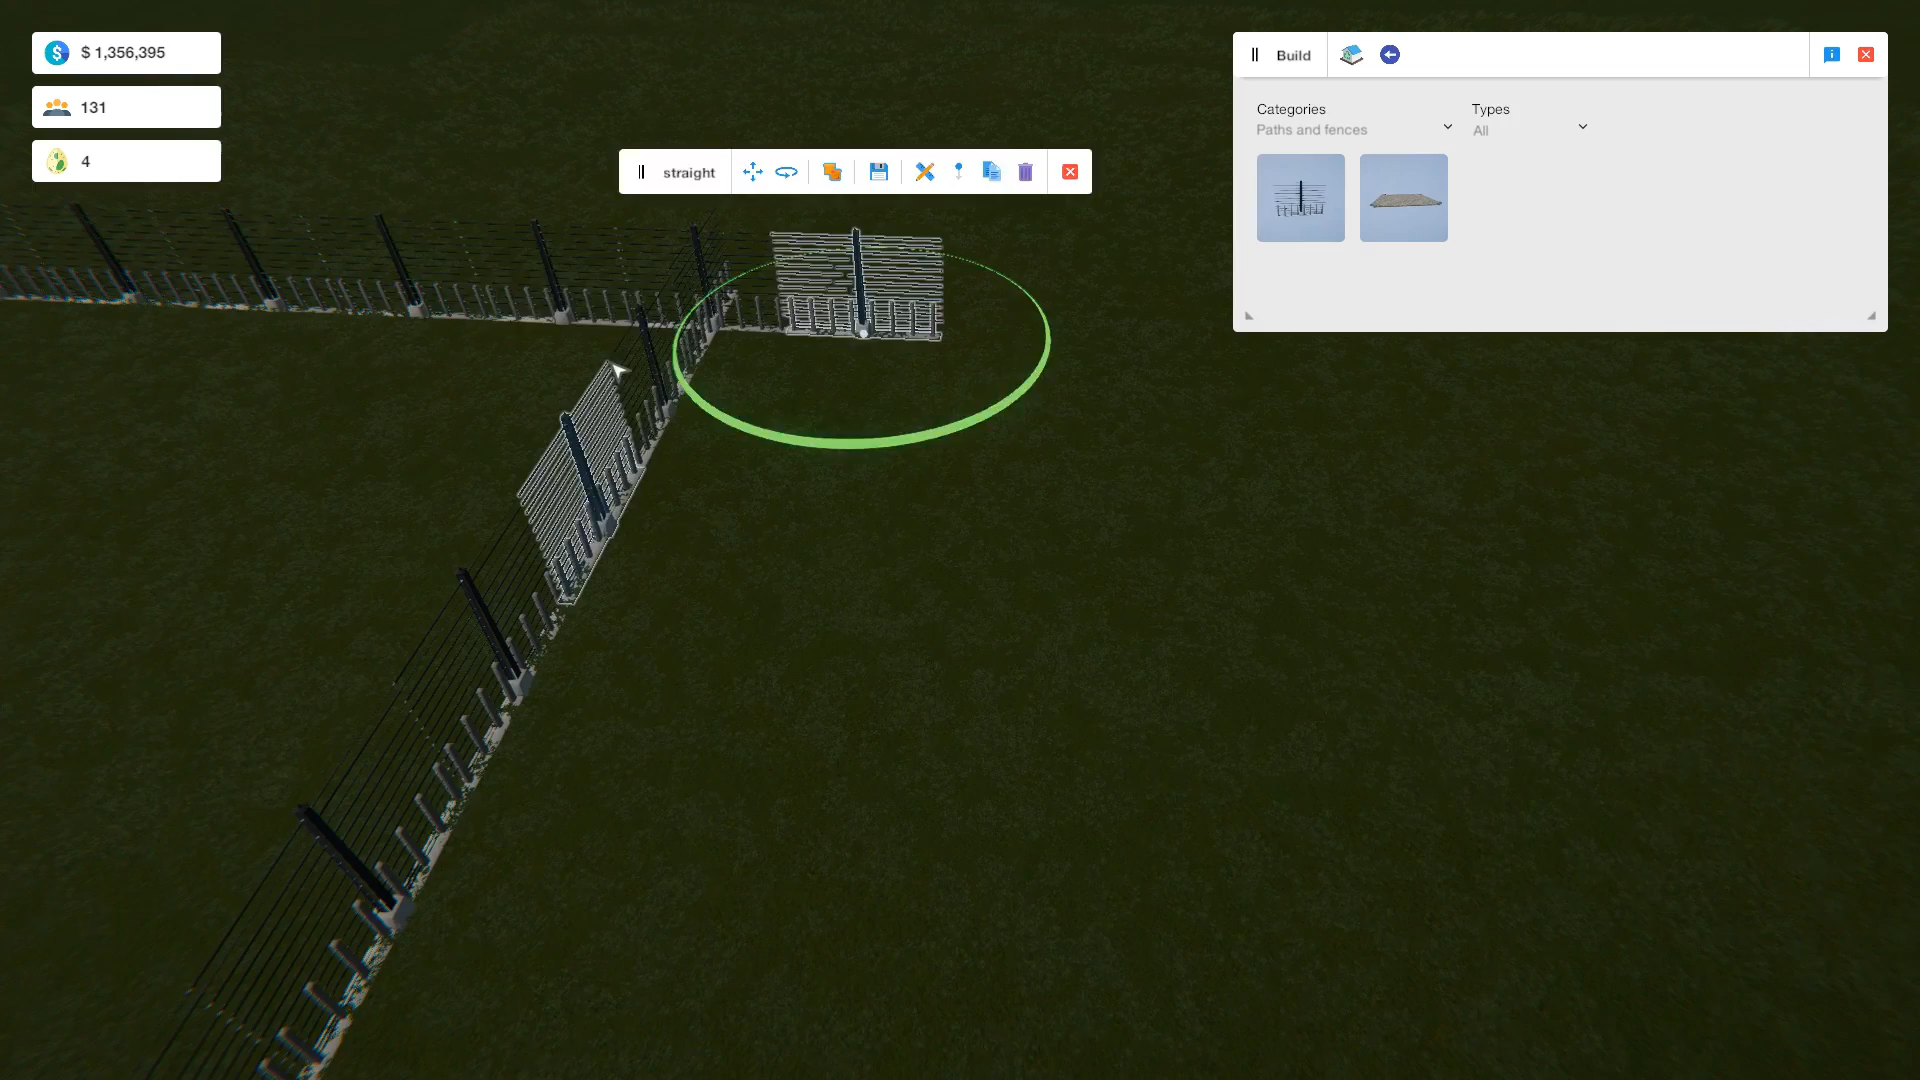 $ 1,356,395
131
4
straight
Build
Categories
Paths and fences
Types
All